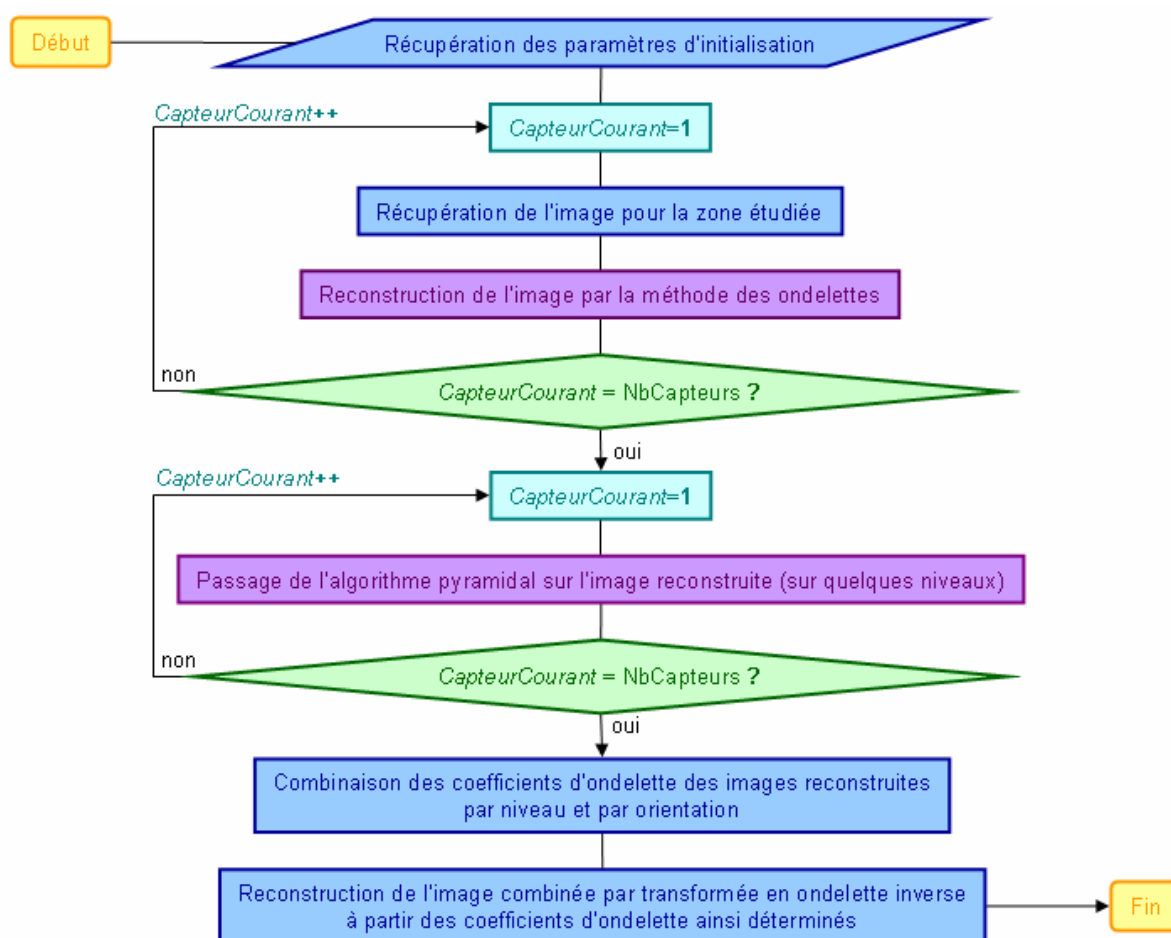 Début
Récupération des paramètres d'initialisation
CapteurCourant++
CapteurCourant=1
Récupération de l'image pour la zone étudiée
Reconstruction de l'image par la méthode des ondelettes
non
CapteurCourant = NbCapteurs ?
oui
CapteurCourant++
CapteurCourant=1
Passage de l'algorithme pyramidal sur l'image reconstruite (sur quelques niveaux)
non
CapteurCourant = NbCapteurs ?
oui
Combinaison des coefficients d'ondelette des images reconstruites
par niveau et par orientation
Reconstruction de l'image combinée par transformée en ondelette inverse
à partir des coefficients d'ondelette ainsi déterminés
Fin